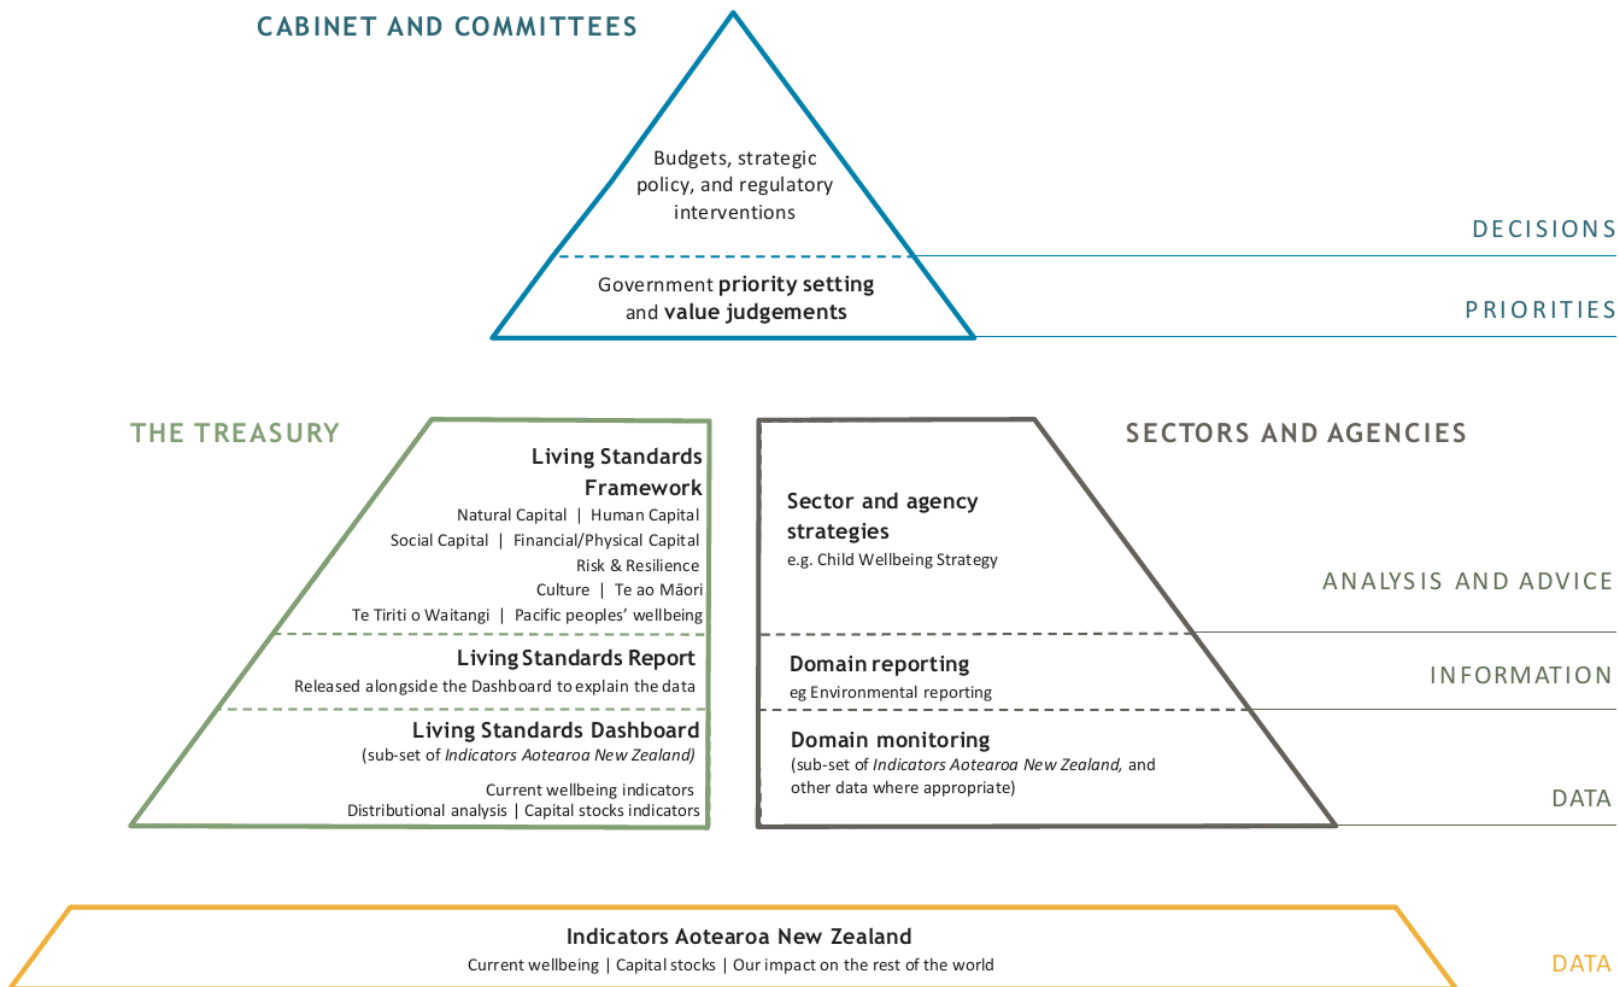 CABINET AND COMMITTEES
Budgets, strategic
policy, and regulatory
interventions
DECISIONS
Government priority setting
and value judgements
PRIORITIES
THE TREASURY
Living Standards
Framework
Natural Capital | Human Capital
Social Capital | Financial/Physical Capital
Risk & Resilience
Culture | Te ao Māori
Te Tiriti o Waitangi | Pacific peoples’ wellbeing
Living Standards Report
Released alongside the Dashboard to explain the data
Living Standards Dashboard
(sub-set of Indicators Aotearoa New Zealand)
Current wellbeing indicators
Distributional analysis | Capital stocks indicators
SECTORS AND AGENCIES
Sector and agency
strategies
e.g. Child Wellbeing Strategy
ANALYSIS AND ADVICE
Domain reporting
eg Environmental reporting
INFORMATION
Domain monitoring
(sub-set of Indicators Aotearoa New Zealand, and
other data where appropriate)
DATA
Indicators Aotearoa New Zealand
Current wellbeing | Capital stocks | Our impact on the rest of the world
DATA